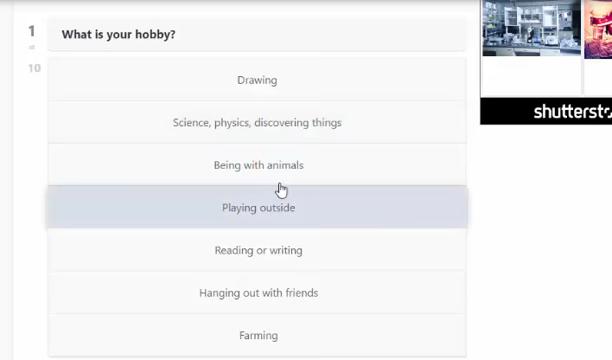 1 What is your hobby?
of
10
Drawing
Science, physics, discovering things
Being with animals
Playing outside
Reading or writing
Hanging out with friends
Farming